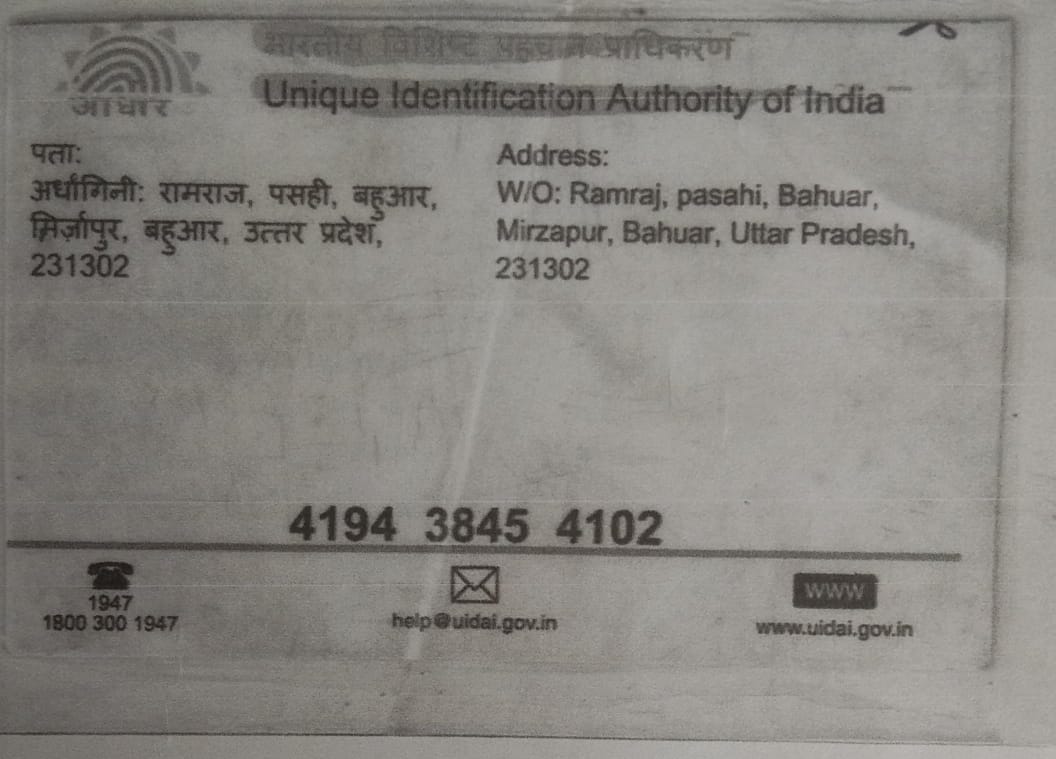 भारतीय विशिष्ट पहचान प्राधिकरण
आधार
Unique Identification Authority of India
पता:
अर्धांगिनी: रामराज, पसही, बहुआर,
मिर्ज़ापुर, बहुआर, उत्तर प्रदेश,
231302
Address:
W/O: Ramraj, pasahi, Bahuar,
Mirzapur, Bahuar, Uttar Pradesh,
231302
4194 3845 4102
1947
1800 300 1947
help@uidai.gov.in
www
www.uidai.gov.in